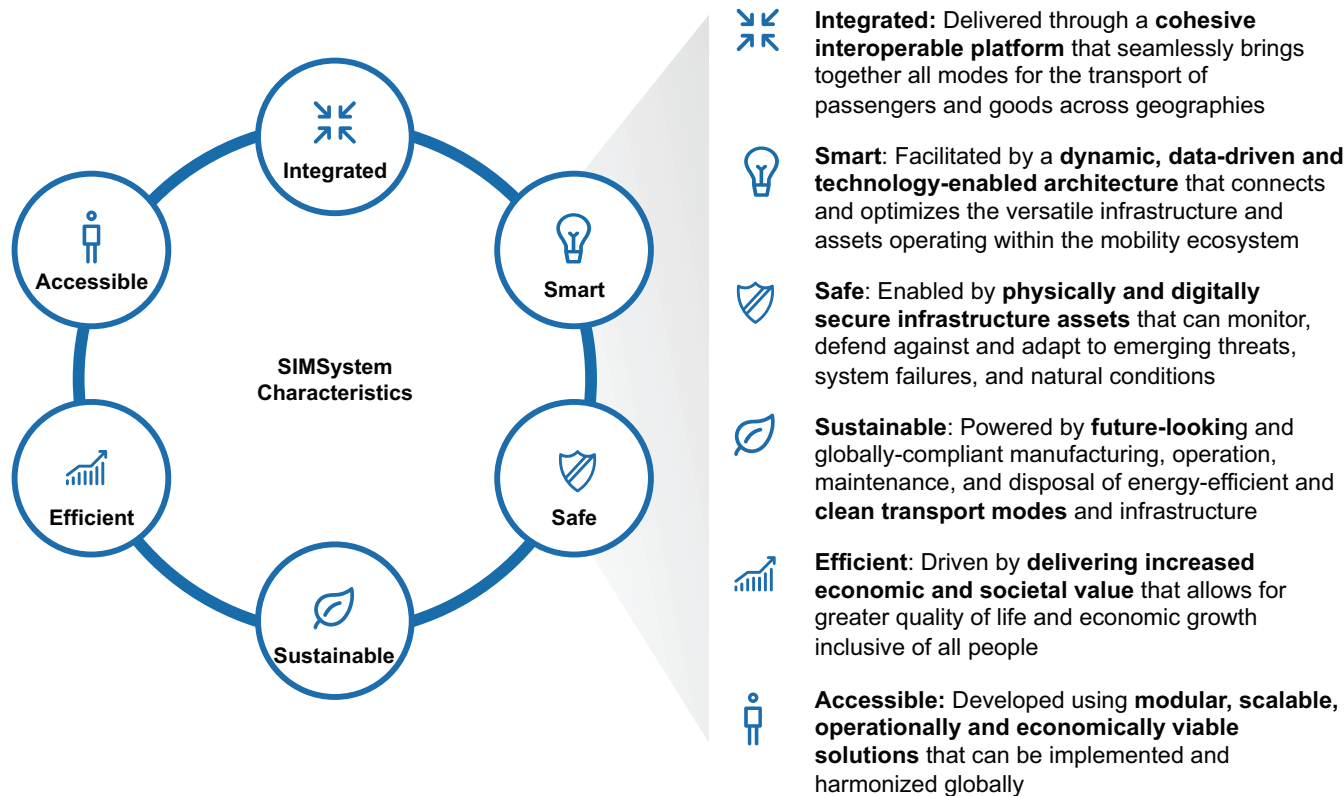 Integrated
Smart
Safe
Sustainable
Efficient
Accessible
SIMSystem
Characteristics
Integrated: Delivered through a cohesive
interoperable platform that seamlessly brings
together all modes for the transport of
passengers and goods across geographies
Smart: Facilitated by a dynamic, data-driven and
technology-enabled architecture that connects
and optimizes the versatile infrastructure and
assets operating within the mobility ecosystem
Safe: Enabled by physically and digitally
secure infrastructure assets that can monitor,
defend against and adapt to emerging threats,
system failures, and natural conditions
Sustainable: Powered by future-looking and
globally-compliant manufacturing, operation,
maintenance, and disposal of energy-efficient and
clean transport modes and infrastructure
Efficient: Driven by delivering increased
economic and societal value that allows for
greater quality of life and economic growth
inclusive of all people
Accessible: Developed using modular, scalable,
operationally and economically viable
solutions that can be implemented and
harmonized globally